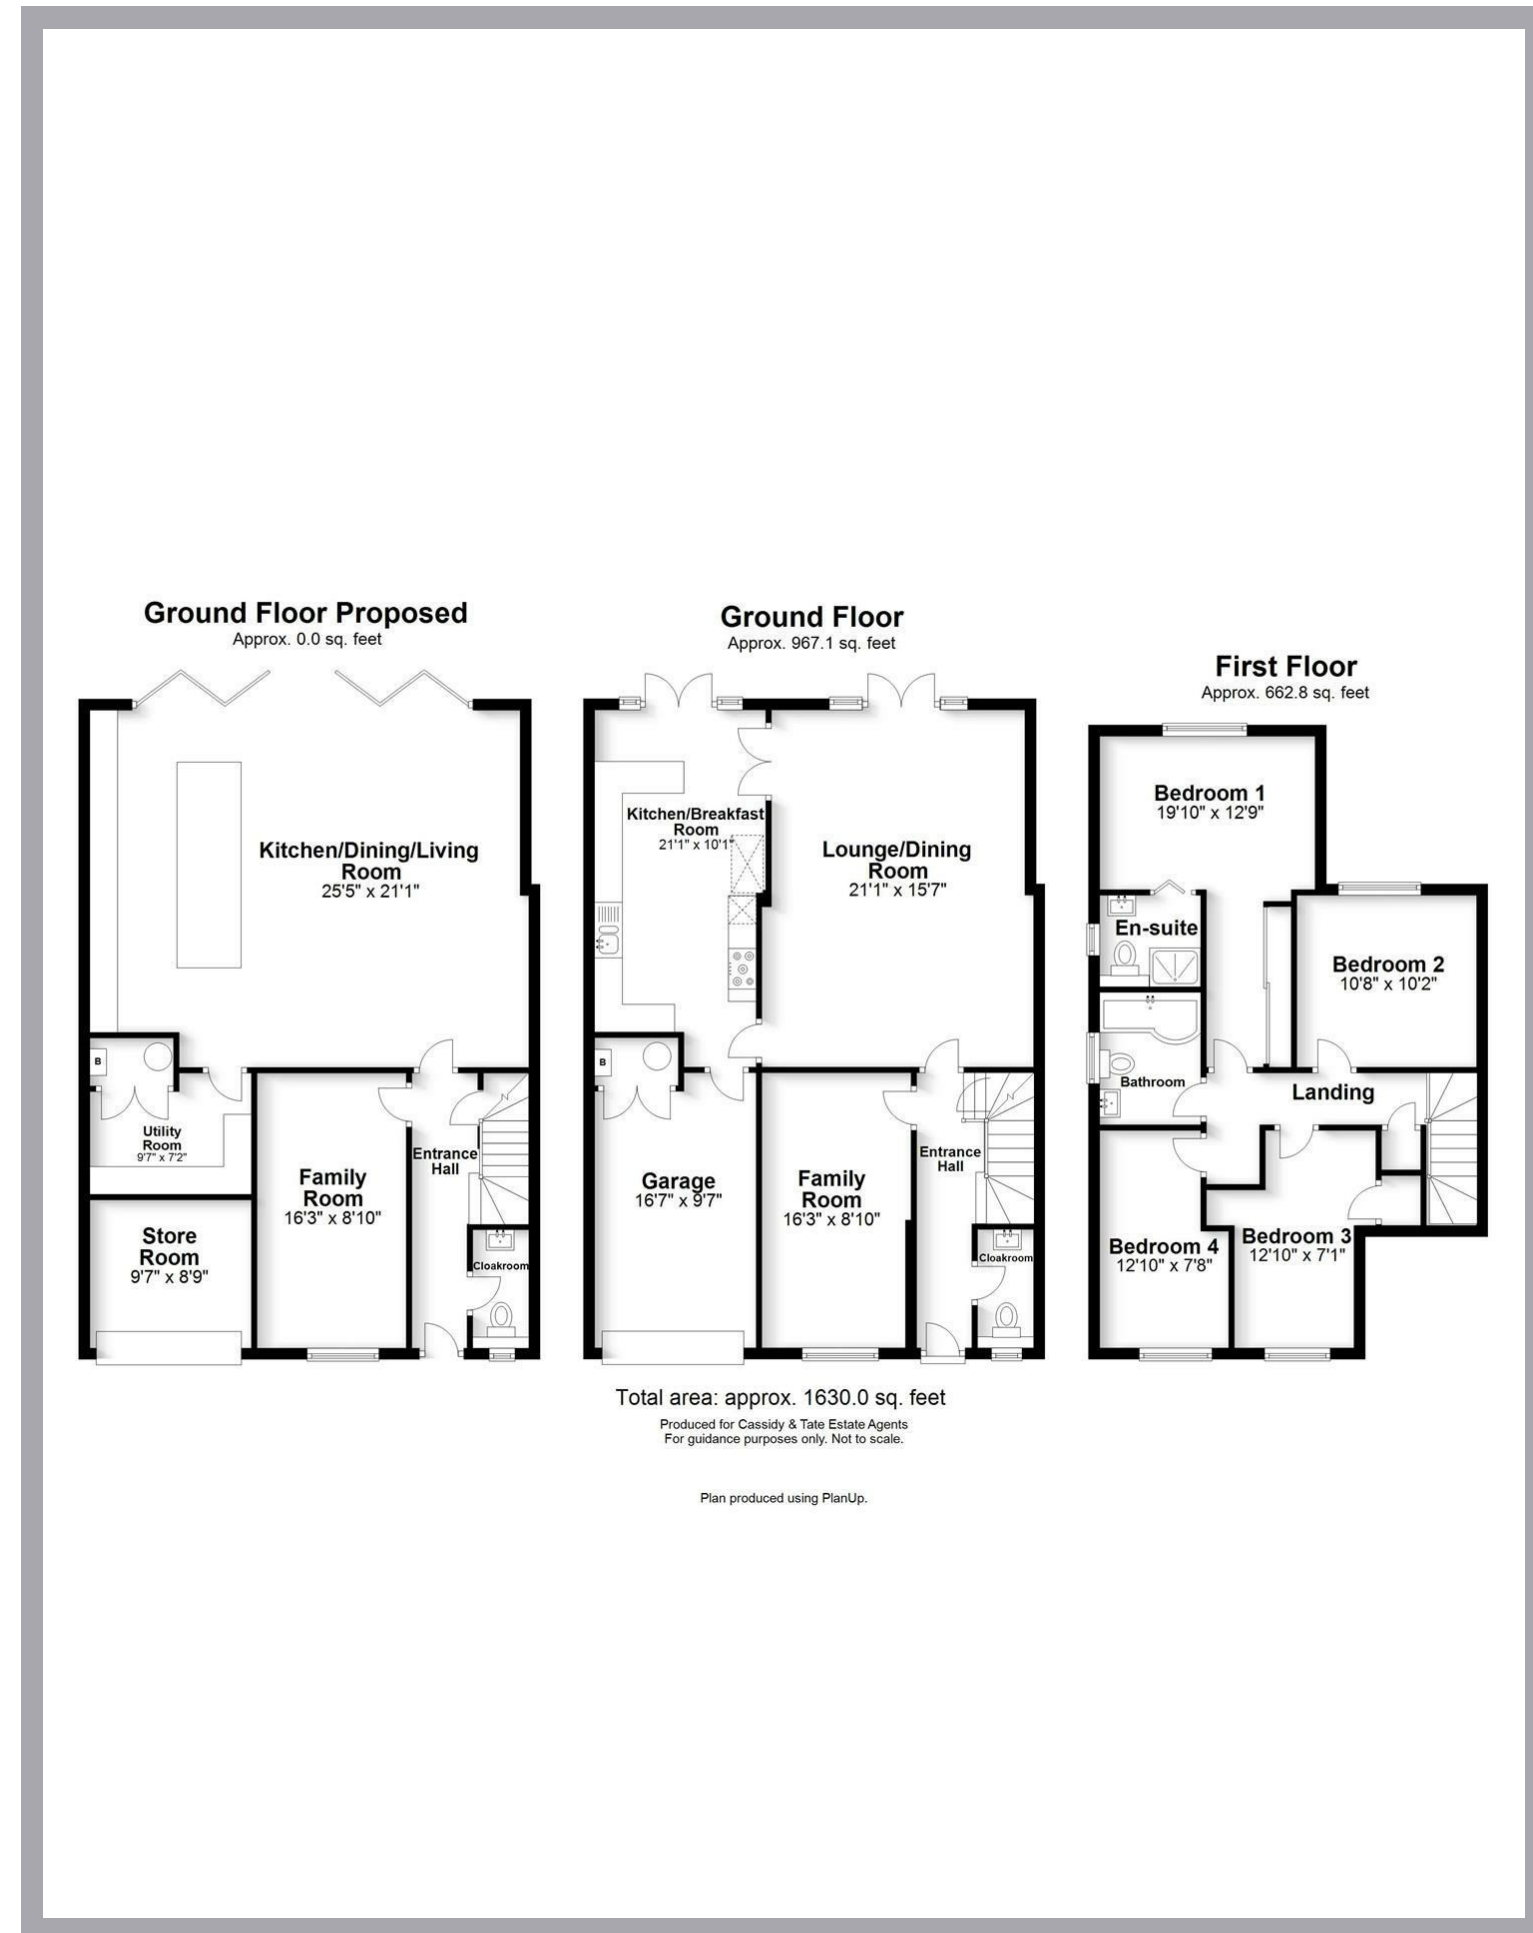 Ground Floor Proposed
Approx. 0.0 sq. feet
Kitchen/Dining/Living
Room
25'5" x 21'1"
B
Utility
Room
9'7" x 7'2"
Family
Room
16'3" x 8'10"
Entrance
Hall
Store
Room
9'7" x 8'9"
Cloakroom
Ground Floor
Approx. 967.1 sq. feet
Kitchen/Breakfast
Room
21'1" x 10'1"
Lounge/Dining
Room
21'1" x 15'7"
B
Garage
16'7" x 9'7"
Family
Room
16'3" x 8'10"
Entrance
Hall
Cloakroom
First Floor
Approx. 662.8 sq. feet
Bedroom 1
19'10" x 12'9"
En-suite
Bedroom 2
10'8" x 10'2"
Bathroom
Landing
Bedroom 4
12'10" x 7'8"
Bedroom 3
12'10" x 7'1"
Total area: approx. 1630.0 sq. feet
Produced for Cassidy & Tate Estate Agents
For guidance purposes only. Not to scale.
Plan produced using PlanUp.